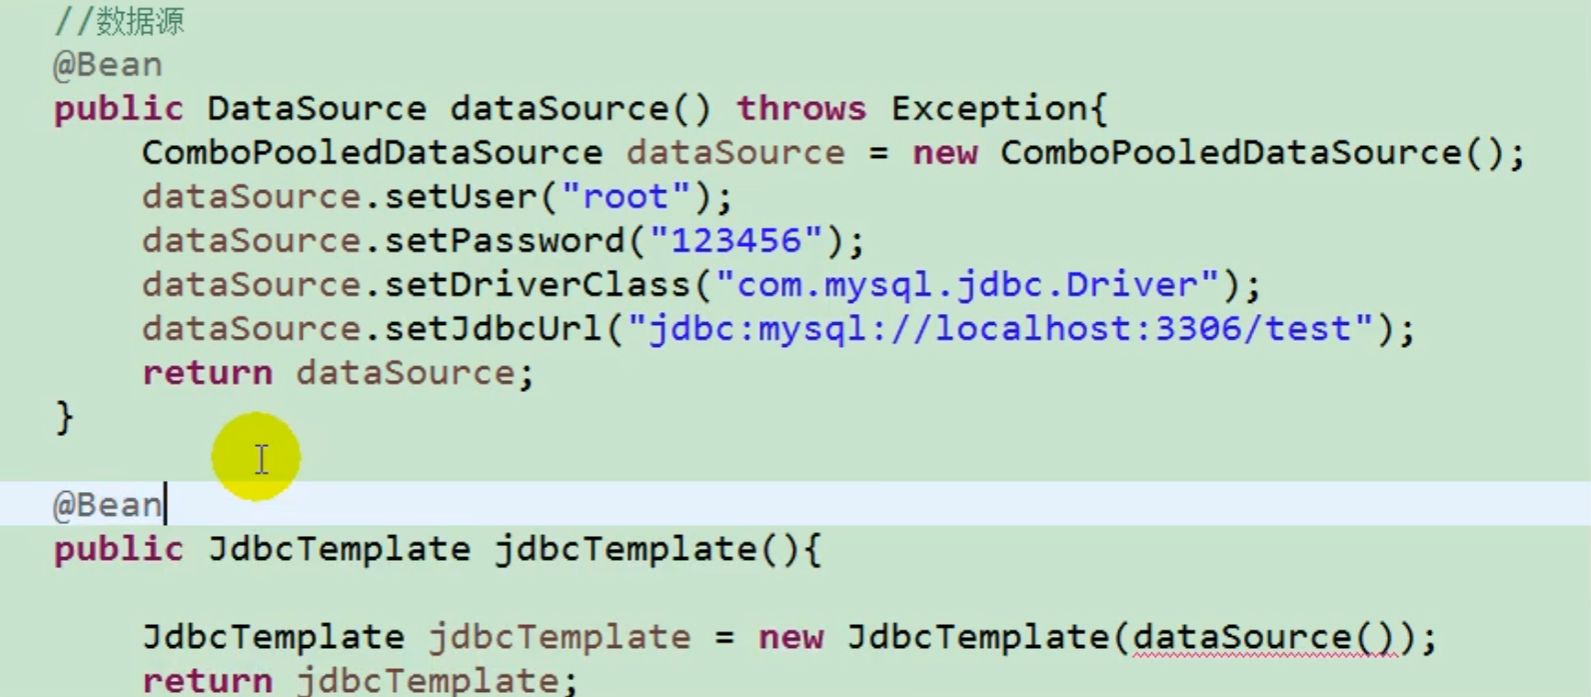 //数据源
@Bean
public DataSource dataSource() throws Exception{
    ComboPooledDataSource dataSource = new ComboPooledDataSource();
    dataSource.setUser("root");
    dataSource.setPassword("123456");
    dataSource.setDriverClass("com.mysql.jdbc.Driver");
    dataSource.setJdbcUrl("jdbc:mysql://localhost:3306/test");
    return dataSource;
}
@Bean
public JdbcTemplate jdbcTemplate(){
    JdbcTemplate jdbcTemplate = new JdbcTemplate(dataSource());
    return jdbcTemplate;